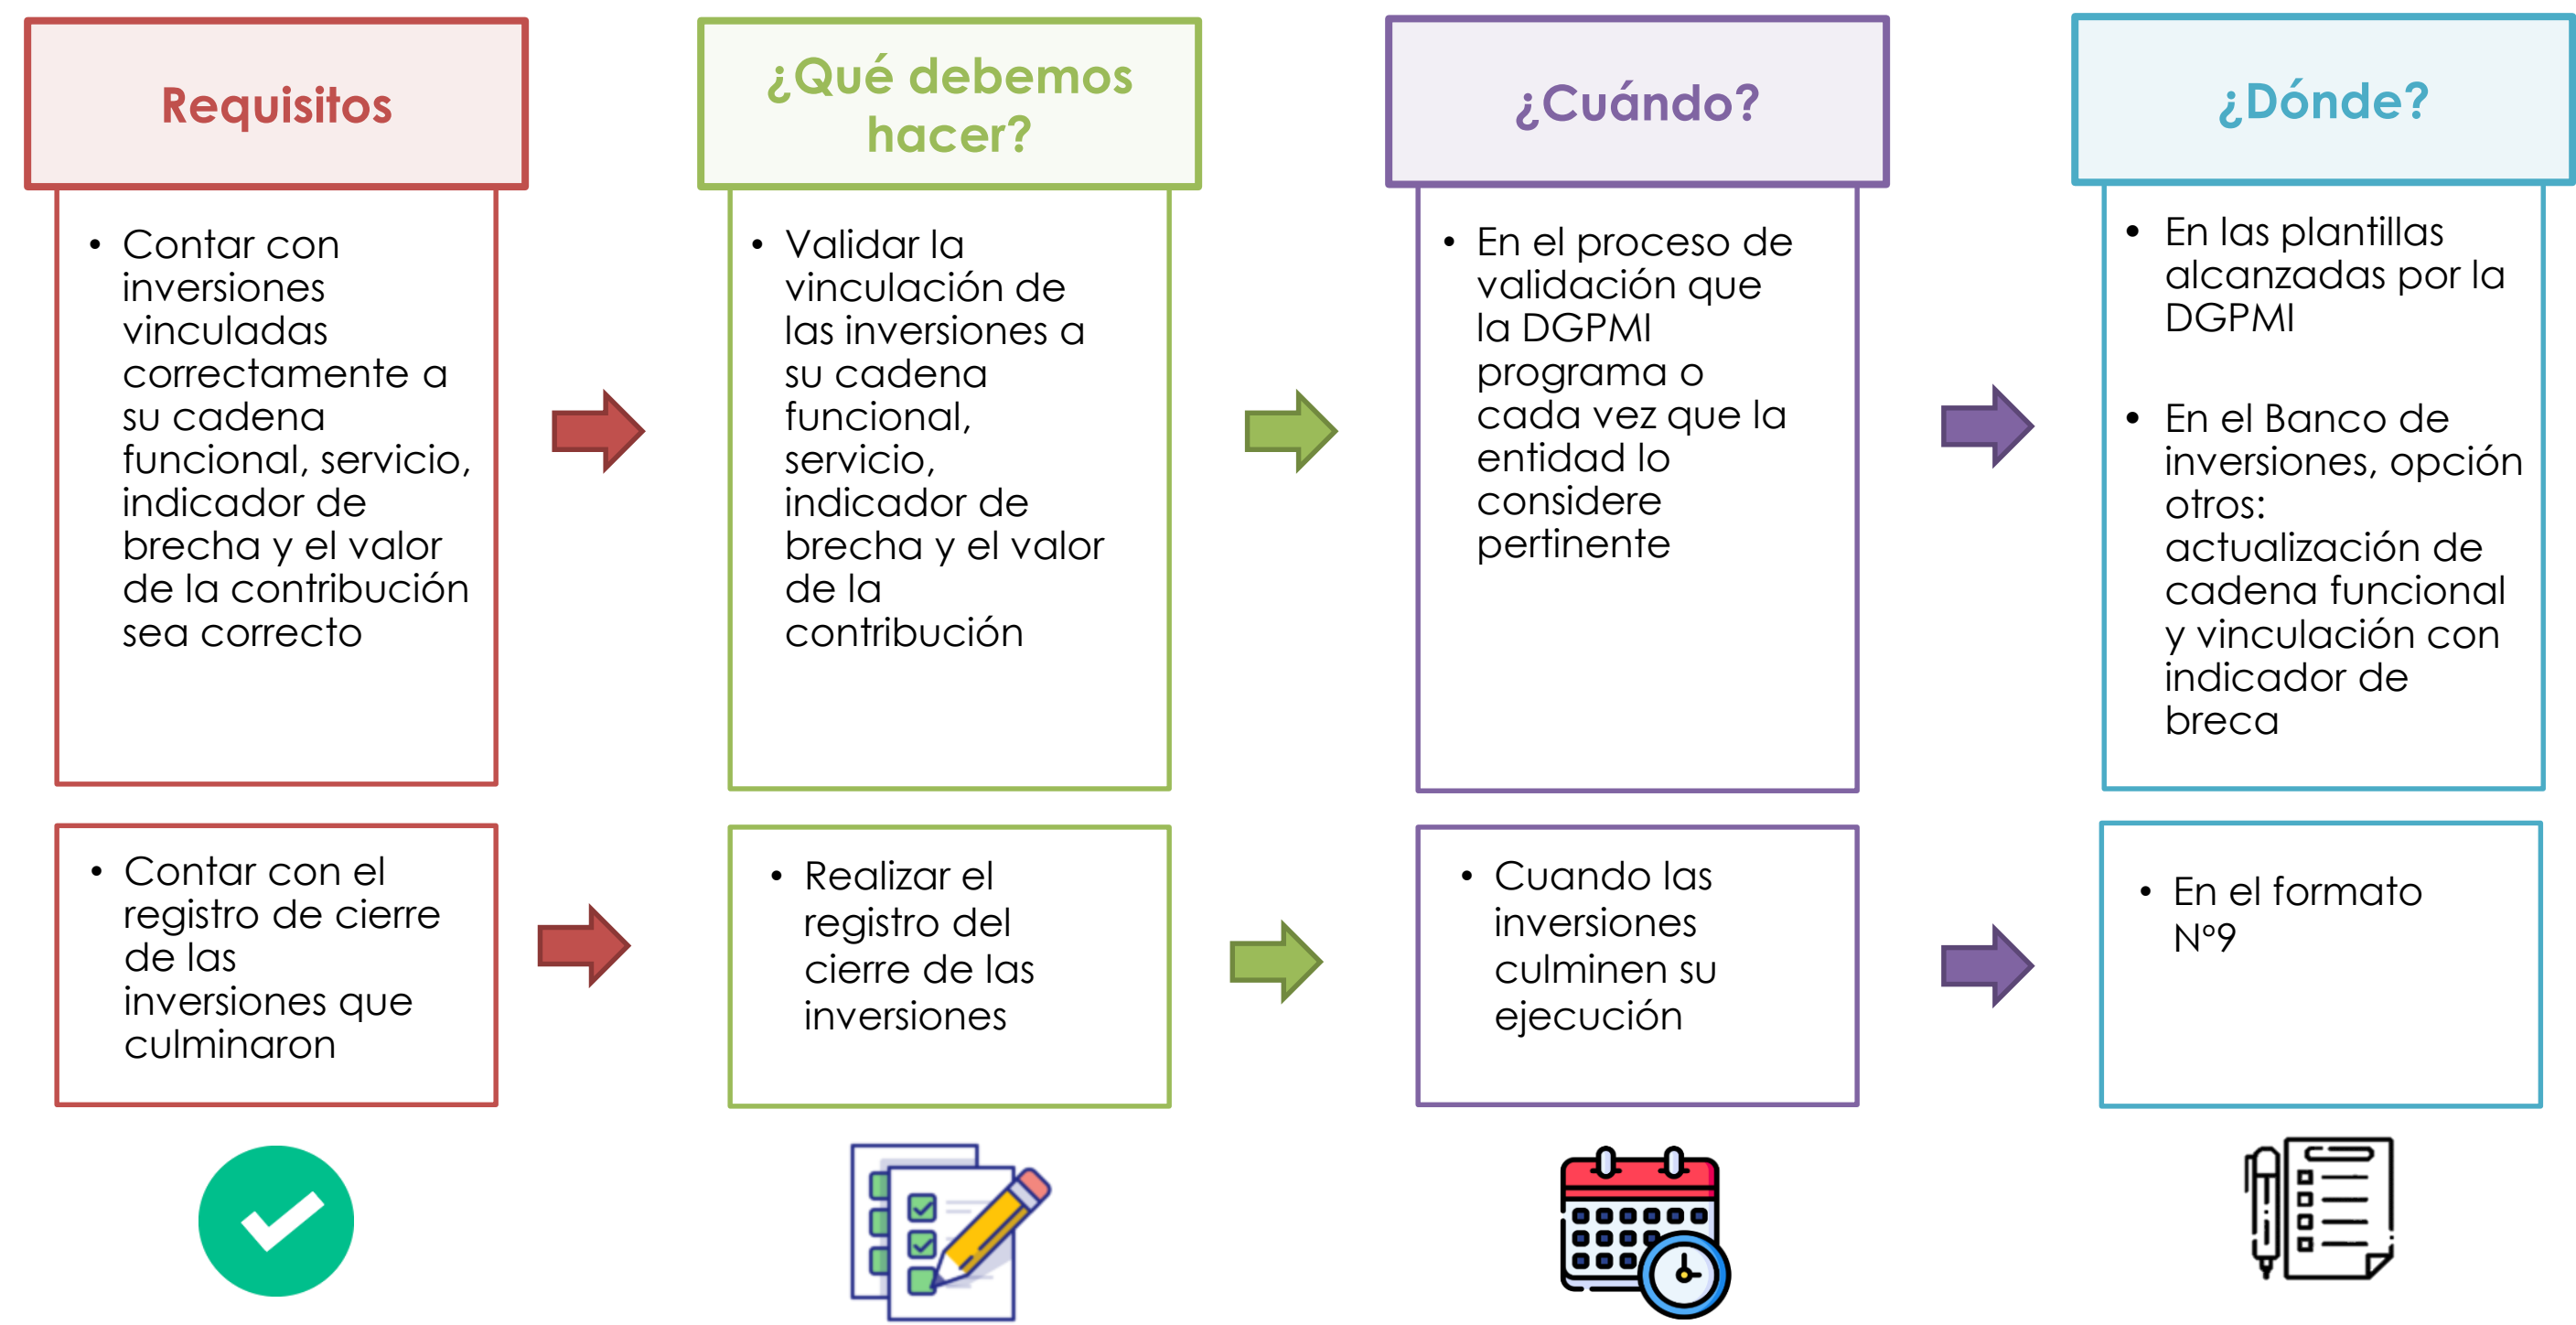 Requisitos
• Contar con
inversiones
vinculadas
correctamente a
su cadena
funcional, servicio,
indicador de
brecha y el valor
de la contribución
sea correcto
• Contar con el
registro de cierre
de las
inversiones que
culminaron
¿Qué debemos
hacer?
• Validar la
vinculación de
las inversiones a
su cadena
funcional,
servicio,
indicador de
brecha y el valor
de la
contribución
• Realizar el
registro del
cierre de las
inversiones
¿Cuándo?
• En el proceso de
validación que
la DGPMI
programa o
cada vez que la
entidad lo
considere
pertinente
• Cuando las
inversiones
culminen su
ejecución
¿Dónde?
• En las plantillas
alcanzadas por la
DGPMI
• En el Banco de
inversiones, opción
otros:
actualización de
cadena funcional
y vinculación con
indicador de
breca
• En el formato
N°9